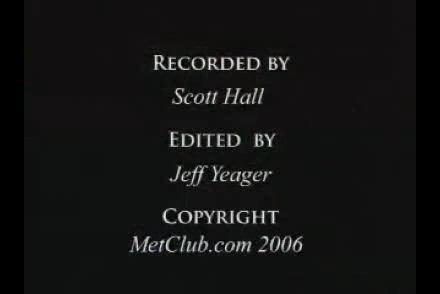 RECORDED BY
Scott Hall
EDITED BY
Jeff Yeager
COPYRIGHT
MetClub.com 2006